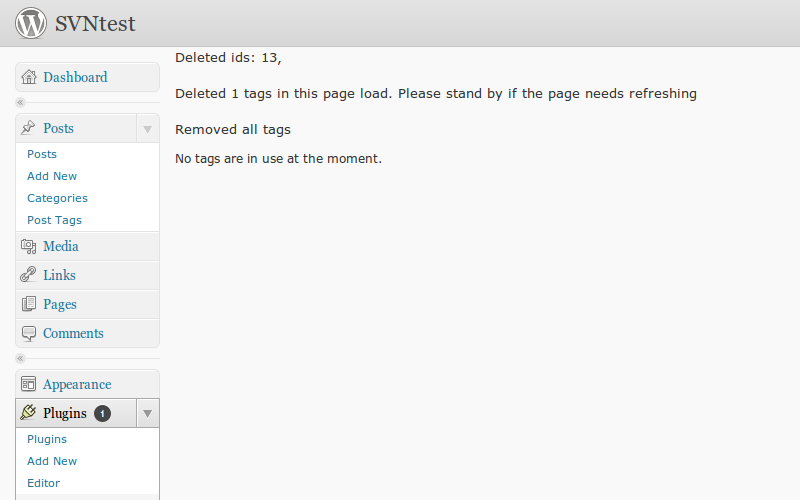 SVNtest
Dashboard
Posts
Posts
Add New
Categories
Post Tags
Media
Links
Pages
Comments
Appearance
Plugins 1
Plugins
Add New
Editor
Deleted ids: 13,
Deleted 1 tags in this page load. Please stand by if the page needs refreshing
Removed all tags
No tags are in use at the moment.